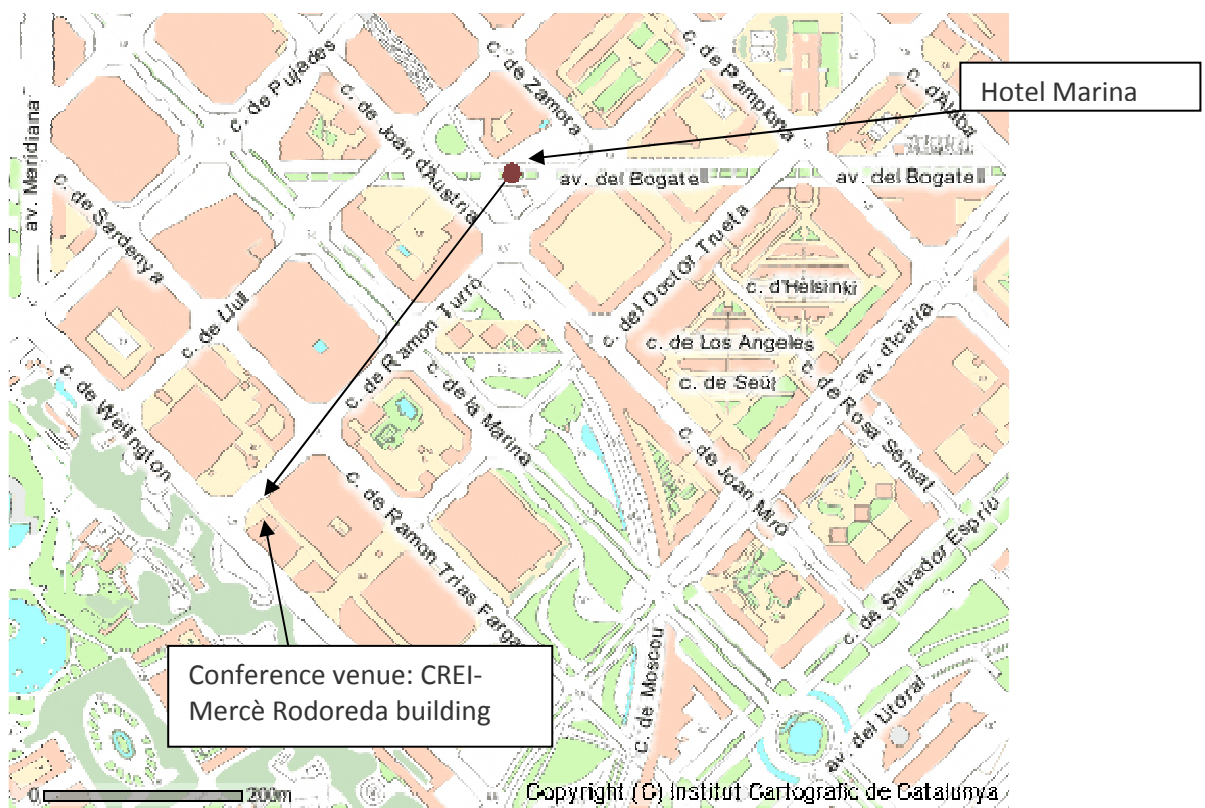 Hotel Marina
c. de Pujades
c. de Zamora
c. de Pamplona
c. d'Àlaba
av. Meridiana
c. de Joan d'Àustria
av. del Bogatell
av. del Bogatell
c. de Sardenya
c. del Doctor Trueta
c. d'Hèlsinki
c. de Llull
c. de Ramon Turró
c. de Los Angeles
av. d'Icària
c. de Seül
c. de Wellington
c. de la Marina
c. de Rosa Sensat
c. de Joan Miró
c. de Ramon Trias Farga
c. de Salvador Espriu
Conference venue: CREI-
Mercè Rodoreda building
c. de Moscou
av. del Litoral
0 200m
Copyright (C) Institut Cartogràfic de Catalunya